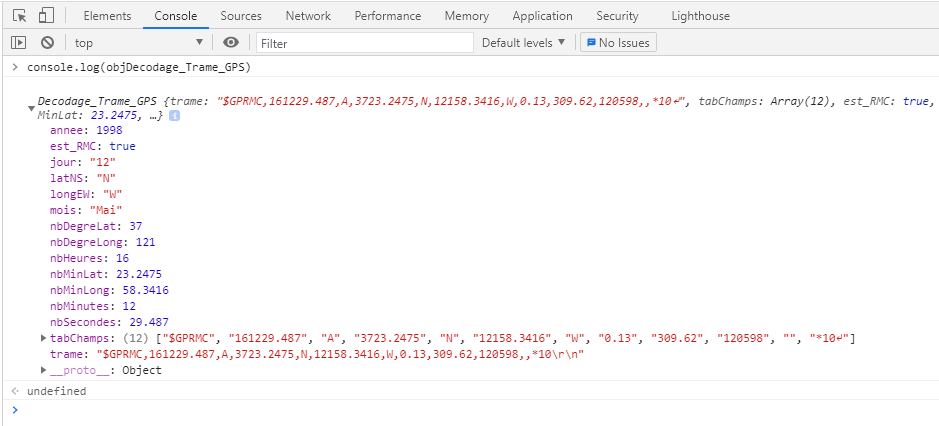 Elements Console Sources Network Performance Memory Application Security Lighthouse
top Filter Default levels No Issues
console.log(objDecodage_Trame_GPS)
Decodage_Trame_GPS {trame: "$GPRMC,161229.487,A,3723.2475,N,12158.3416,W,0.13,309.62,120598,,*10↵", tabChamps: Array(12), est_RMC: true,
MinLat: 23.2475, …}
annee: 1998
est_RMC: true
jour: "12"
latNS: "N"
longEW: "W"
mois: "Mai"
nbDegreLat: 37
nbDegreLong: 121
nbHeures: 16
nbMinLat: 23.2475
nbMinLong: 58.3416
nbMinutes: 12
nbSecondes: 29.487
tabChamps: (12) ["$GPRMC", "161229.487", "A", "3723.2475", "N", "12158.3416", "W", "0.13", "309.62", "120598", "", "*10↵"]
trame: "$GPRMC,161229.487,A,3723.2475,N,12158.3416,W,0.13,309.62,120598,,*10\r\n"
__proto__: Object
undefined